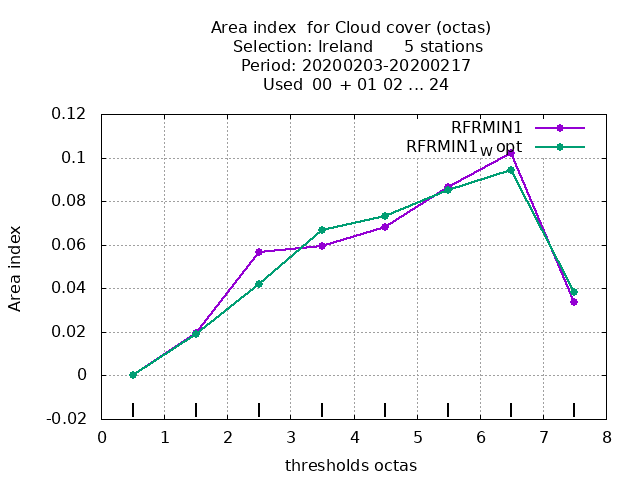 Area index  for Cloud cover (octas)
Selection: Ireland      5 stations
Period: 20200203-20200217
Used  00 + 01 02 ... 24
RFRMIN1
RFRMIN1w opt
0.12
0.1
0.08
0.06
0.04
0.02
0
-0.02
Area index
0 1 2 3 4 5 6 7 8
thresholds octas